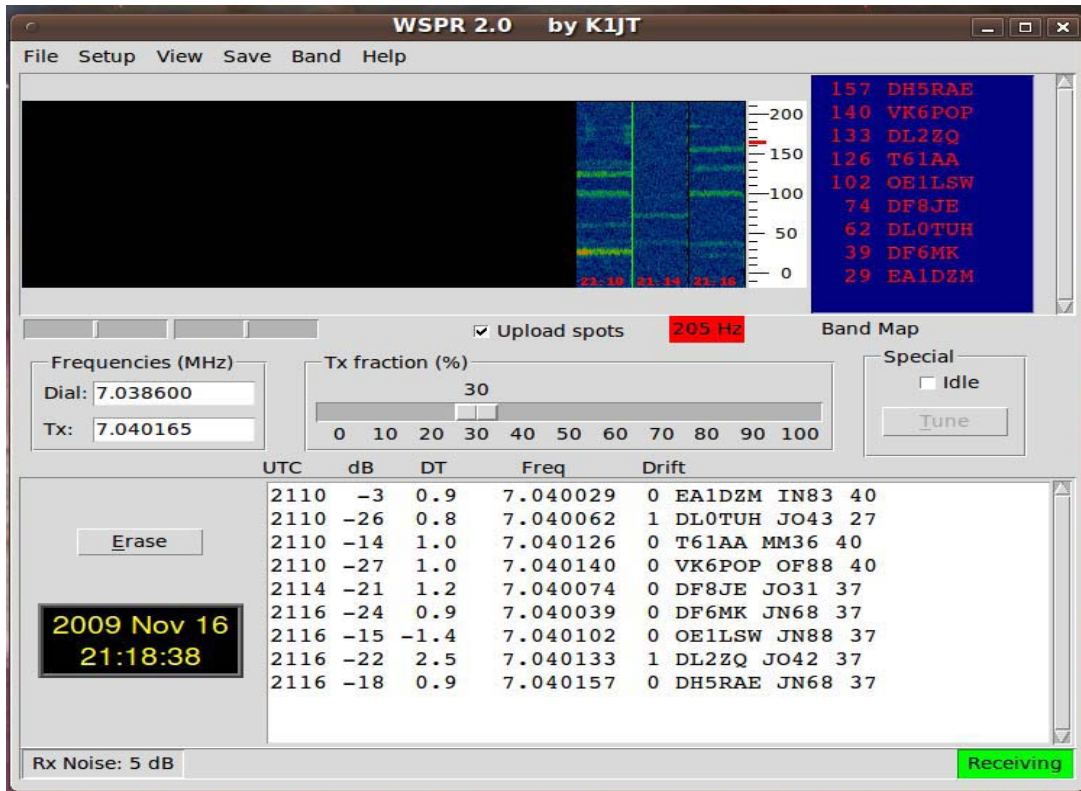 WSPR 2.0 by K1JT
File Setup View Save Band Help
200
150
100
50
0
21:10 21:14 21:16
157 DH5RAE
140 VK6POP
133 DL2ZQ
126 T61AA
102 OE1LSW
74 DF8JE
62 DL0TUH
39 DF6MK
29 EA1DZM
Upload spots
205 Hz
Band Map
Frequencies (MHz)
Dial: 7.038600
Tx: 7.040165
Tx fraction (%)
30
0 10 20 30 40 50 60 70 80 90 100
Special
Idle
Tune
UTC dB DT Freq Drift
2110 -3 0.9 7.040029 0 EA1DZM IN83 40
2110 -26 0.8 7.040062 1 DL0TUH JO43 27
2110 -14 1.0 7.040126 0 T61AA MM36 40
2110 -27 1.0 7.040140 0 VK6POP OF88 40
2114 -21 1.2 7.040074 0 DF8JE JO31 37
2116 -24 0.9 7.040039 0 DF6MK JN68 37
2116 -15 -1.4 7.040102 0 OE1LSW JN88 37
2116 -22 2.5 7.040133 1 DL2ZQ JO42 37
2116 -18 0.9 7.040157 0 DH5RAE JN68 37
Erase
2009 Nov 16
21:18:38
Rx Noise: 5 dB
Receiving